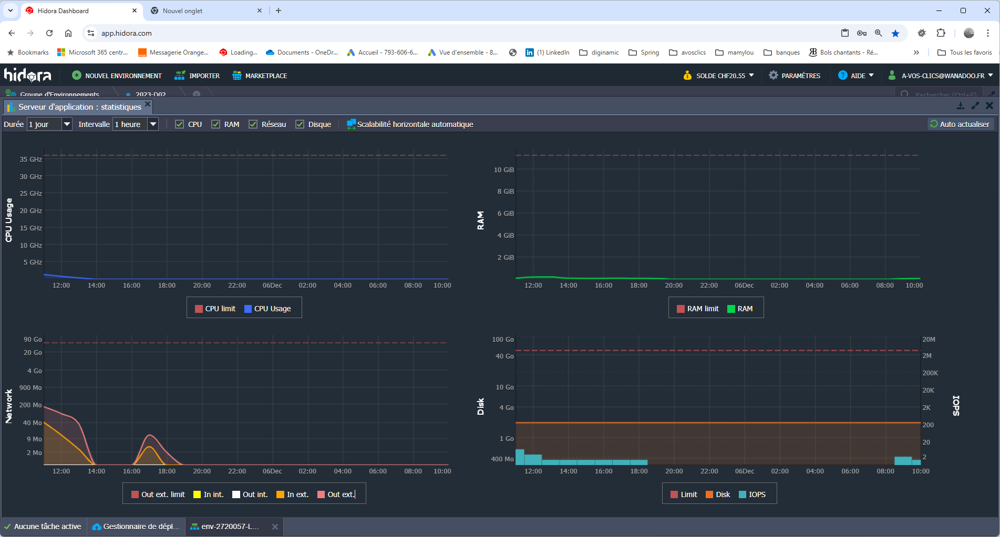 Hidora Dashboard
Nouvel onglet
app.hidora.com
Bookmarks
Microsoft 365 centr...
Messagerie Orange...
Loading...
Documents - OneDr...
Accueil - 793-606-6...
Vue d'ensemble - 8...
(1) LinkedIn
diginamic
Spring
avosclics
mamylou
banques
Bols chantants - Ré...
Tous les favoris
hidora
NOUVEL ENVIRONNEMENT
IMPORTER
MARKETPLACE
SOLDE CHF20.55
PARAMÈTRES
AIDE
A-VOS-CLICS@WANADOO.FR
Groupe d'Environnements
2023-D02
Rechercher (Ctrl+F)
Serveur d'application : statistiques
Durée 1 jour Intervalle 1 heure CPU RAM Réseau Disque Scalabilité horizontale automatique Auto actualiser
CPU Usage
35 GHz
30 GHz
25 GHz
20 GHz
15 GHz
10 GHz
5 GHz
12:00 14:00 16:00 18:00 20:00 22:00 06Dec 02:00 04:00 06:00 08:00 10:00
CPU limit CPU Usage
RAM
10 GiB
8 GiB
6 GiB
4 GiB
2 GiB
12:00 14:00 16:00 18:00 20:00 22:00 06Dec 02:00 04:00 06:00 08:00 10:00
RAM limit RAM
Network
90 Go
20 Go
4 Go
900 Mo
200 Mo
40 Mo
9 Mo
2 Mo
12:00 14:00 16:00 18:00 20:00 22:00 06Dec 02:00 04:00 06:00 08:00 10:00
Out ext. limit In int. Out int. In ext. Out ext.
Disk
100 Go
40 Go
10 Go
4 Go
1 Go
400 Mo
20M
2M
200K
20K
2K
200
20
2
IOPS
12:00 14:00 16:00 18:00 20:00 22:00 06Dec 02:00 04:00 06:00 08:00 10:00
Limit Disk IOPS
Aucune tâche active
Gestionnaire de dépl...
env-2720057-L...